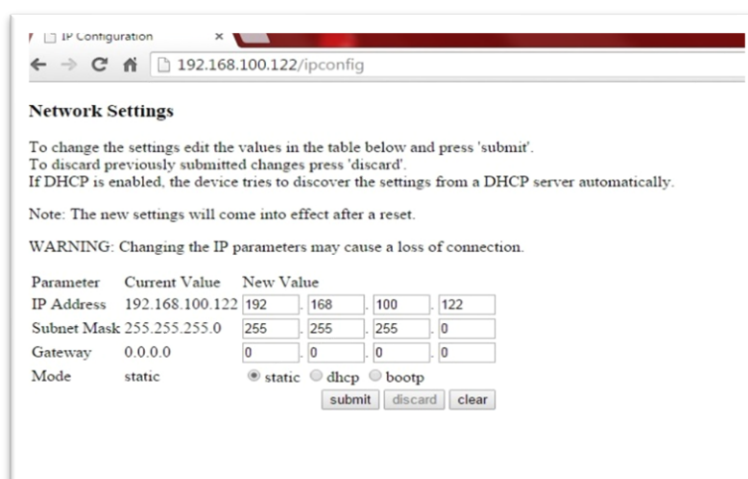 IP Configuration ×
192.168.100.122/ipconfig
Network Settings
To change the settings edit the values in the table below and press 'submit'.
To discard previously submitted changes press 'discard'.
If DHCP is enabled, the device tries to discover the settings from a DHCP server automatically.
Note: The new settings will come into effect after a reset.
WARNING: Changing the IP parameters may cause a loss of connection.
Parameter Current Value New Value
IP Address 192.168.100.122 192 . 168 . 100 . 122
Subnet Mask 255.255.255.0 255 . 255 . 255 . 0
Gateway 0.0.0.0 0 . 0 . 0 . 0
Mode static static dhcp bootp
submit discard clear